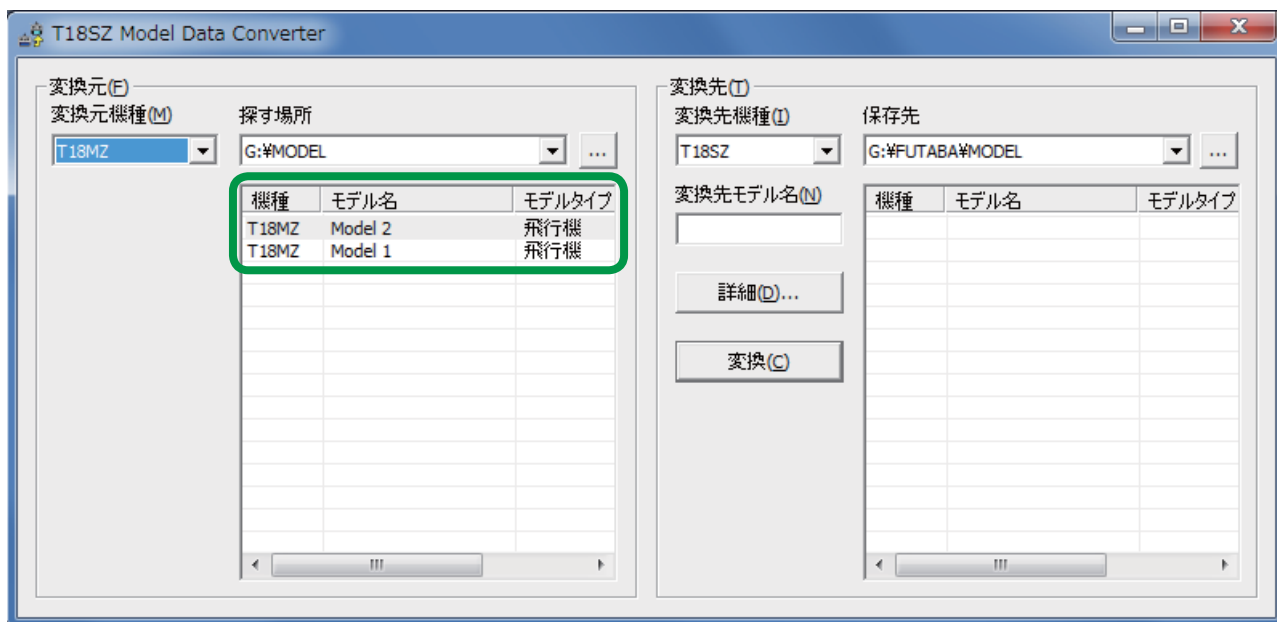 T18SZ Model Data Converter
変換元(F)
変換元機種(M)
探す場所
T18MZ
G:¥MODEL
...
機種 モデル名 モデルタイプ
T18MZ Model 2 飛行機
T18MZ Model 1 飛行機
変換先(T)
変換先機種(I)
保存先
T18SZ
G:¥FUTABA¥MODEL
...
変換先モデル名(N)
詳細(D)...
変換(C)
機種 モデル名 モデルタイプ